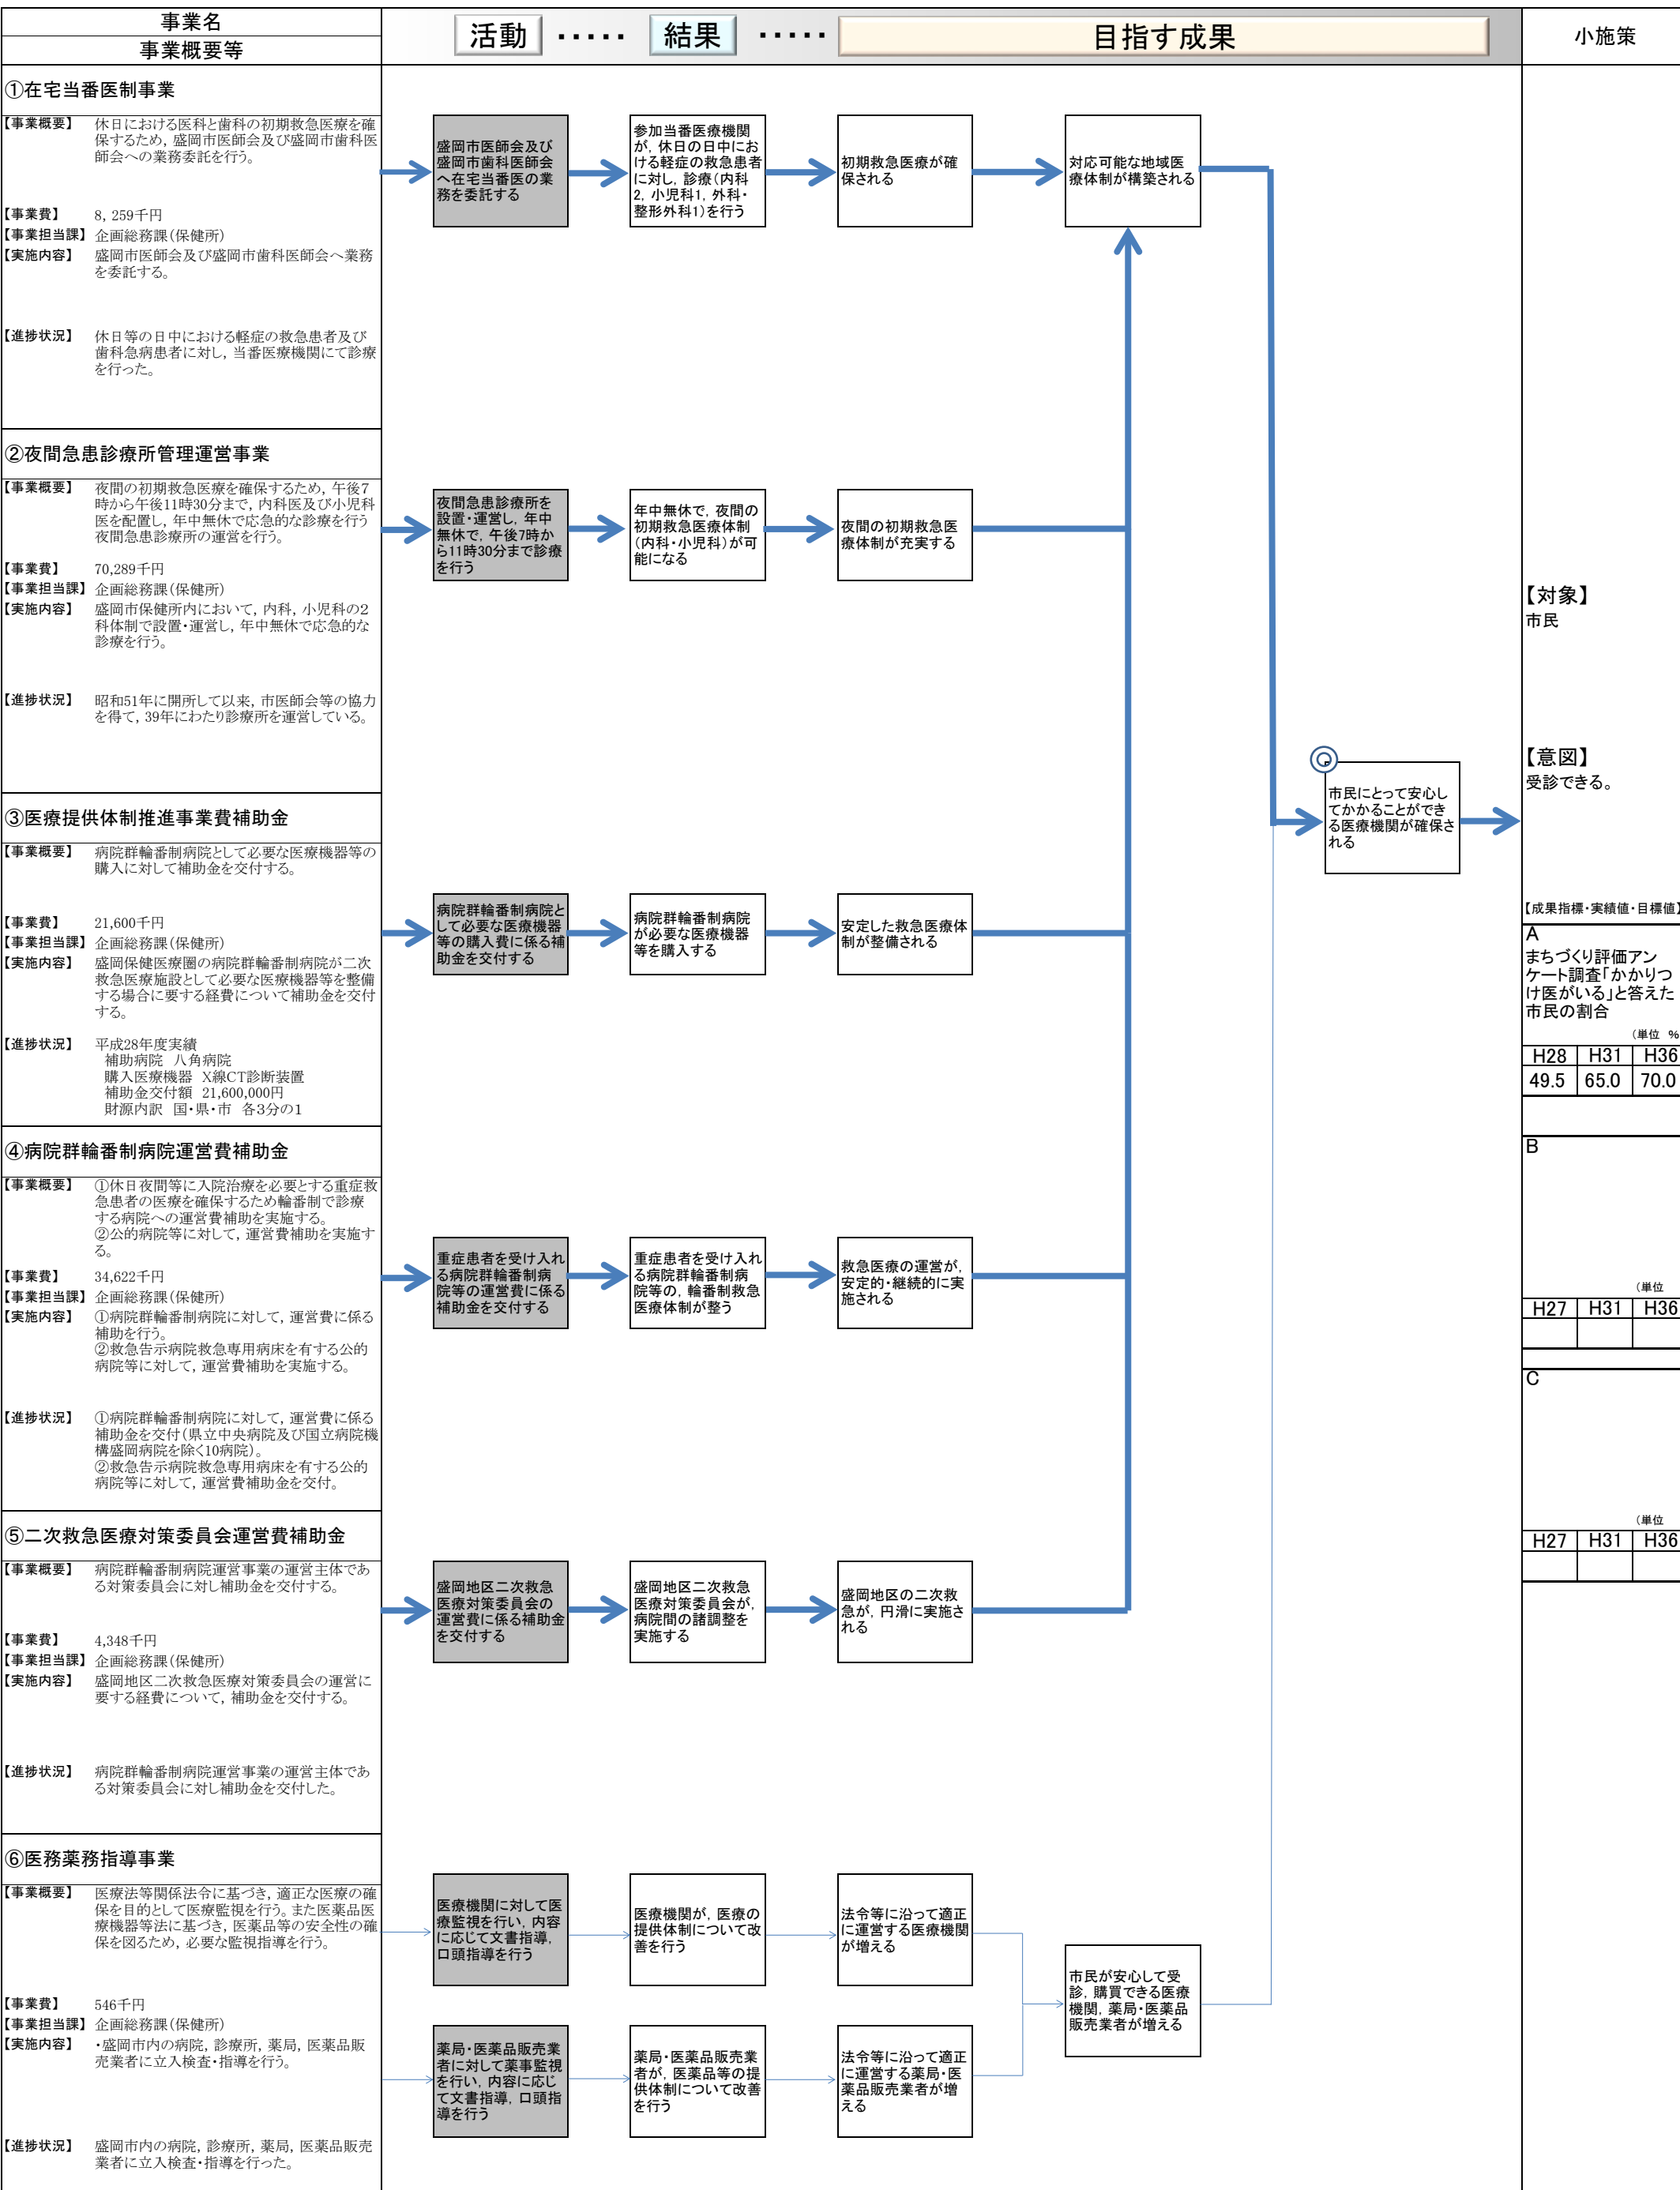 事業名
事業概要等
活動
・・・・・
結果
・・・・・
目指す成果
小施策
①在宅当番医制事業
【事業概要】
休日における医科と歯科の初期救急医療を確
保するため，盛岡市医師会及び盛岡市歯科医
師会への業務委託を行う。
【事業費】
8，259千円
【事業担当課】
企画総務課（保健所）
【実施内容】
盛岡市医師会及び盛岡市歯科医師会へ業務
を委託する。
【進捗状況】
休日等の日中における軽症の救急患者及び
歯科急病患者に対し，当番医療機関にて診療
を行った。
盛岡市医師会及び
盛岡市歯科医師会
へ在宅当番医の業
務を委託する
参加当番医療機関
が，休日の日中にお
ける軽症の救急患者
に対し，診療（内科
2，小児科1，外科・
整形外科1）を行う
初期救急医療が確
保される
対応可能な地域医
療体制が構築される
②夜間急患診療所管理運営事業
【事業概要】
夜間の初期救急医療を確保するため，午後7
時から午後11時30分まで，内科医及び小児科
医を配置し，年中無休で応急的な診療を行う
夜間急患診療所の運営を行う。
【事業費】
70,289千円
【事業担当課】
企画総務課（保健所）
【実施内容】
盛岡市保健所内において，内科，小児科の2
科体制で設置・運営し，年中無休で応急的な
診療を行う。
【進捗状況】
昭和51年に開所して以来，市医師会等の協力
を得て，39年にわたり診療所を運営している。
夜間急患診療所を
設置・運営し，年中
無休で，午後7時か
ら11時30分まで診療
を行う
年中無休で，夜間の
初期救急医療体制
（内科・小児科）が可
能になる
夜間の初期救急医
療体制が充実する
③医療提供体制推進事業費補助金
【事業概要】
病院群輪番制病院として必要な医療機器等の
購入に対して補助金を交付する。
【事業費】
21,600千円
【事業担当課】
企画総務課（保健所）
【実施内容】
盛岡保健医療圏の病院群輪番制病院が二次
救急医療施設として必要な医療機器等を整備
する場合に要する経費について補助金を交付
する。
【進捗状況】
平成28年度実績
補助病院　八角病院
購入医療機器　X線CT診断装置
補助金交付額　21,600,000円
財源内訳　国・県・市　各3分の1
病院群輪番制病院と
して必要な医療機器
等の購入費に係る補
助金を交付する
病院群輪番制病院
が必要な医療機器
等を購入する
安定した救急医療体
制が整備される
④病院群輪番制病院運営費補助金
【事業概要】
①休日夜間等に入院治療を必要とする重症救
急患者の医療を確保するため輪番制で診療
する病院への運営費補助を実施する。
②公的病院等に対して，運営費補助を実施す
る。
【事業費】
34,622千円
【事業担当課】
企画総務課（保健所）
【実施内容】
①病院群輪番制病院に対して，運営費に係る
補助を行う。
②救急告示病院救急専用病床を有する公的
病院等に対して，運営費補助を実施する。
【進捗状況】
①病院群輪番制病院に対して，運営費に係る
補助金を交付（県立中央病院及び国立病院機
構盛岡病院を除く10病院）。
②救急告示病院救急専用病床を有する公的
病院等に対して，運営費補助金を交付。
重症患者を受け入れ
る病院群輪番制病
院等の運営費に係る
補助金を交付する
重症患者を受け入れ
る病院群輪番制病
院等の，輪番制救急
医療体制が整う
救急医療の運営が，
安定的・継続的に実
施される
⑤二次救急医療対策委員会運営費補助金
【事業概要】
病院群輪番制病院運営事業の運営主体であ
る対策委員会に対し補助金を交付する。
【事業費】
4,348千円
【事業担当課】
企画総務課（保健所）
【実施内容】
盛岡地区二次救急医療対策委員会の運営に
要する経費について，補助金を交付する。
【進捗状況】
病院群輪番制病院運営事業の運営主体であ
る対策委員会に対し補助金を交付した。
盛岡地区二次救急
医療対策委員会の
運営費に係る補助金
を交付する
盛岡地区二次救急
医療対策委員会が，
病院間の諸調整を
実施する
盛岡地区の二次救
急が，円滑に実施さ
れる
⑥医務薬務指導事業
【事業概要】
医療法等関係法令に基づき，適正な医療の確
保を目的として医療監視を行う。また医薬品医
療機器等法に基づき，医薬品等の安全性の確
保を図るため，必要な監視指導を行う。
【事業費】
546千円
【事業担当課】
企画総務課（保健所）
【実施内容】
・盛岡市内の病院，診療所，薬局，医薬品販
売業者に立入検査・指導を行う。
【進捗状況】
盛岡市内の病院，診療所，薬局，医薬品販売
業者に立入検査・指導を行った。
医療機関に対して医
療監視を行い，内容
に応じて文書指導，
口頭指導を行う
医療機関が，医療の
提供体制について改
善を行う
法令等に沿って適正
に運営する医療機関
が増える
薬局・医薬品販売業
者に対して薬事監視
を行い，内容に応じ
て文書指導，口頭指
導を行う
薬局・医薬品販売業
者が，医薬品等の提
供体制について改善
を行う
法令等に沿って適正
に運営する薬局・医
薬品販売業者が増
える
市民が安心して受
診，購買できる医療
機関，薬局・医薬品
販売業者が増える
◎
市民にとって安心し
てかかることができ
る医療機関が確保さ
れる
【対象】
市民
【意図】
受診できる。
【成果指標・実績値・目標値】
A
まちづくり評価アン
ケート調査「かかりつ
け医がいる」と答えた
市民の割合
（単位　%
H28 H31 H36
49.5 65.0 70.0
B
（単位
H27 H31 H36
C
（単位
H27 H31 H36